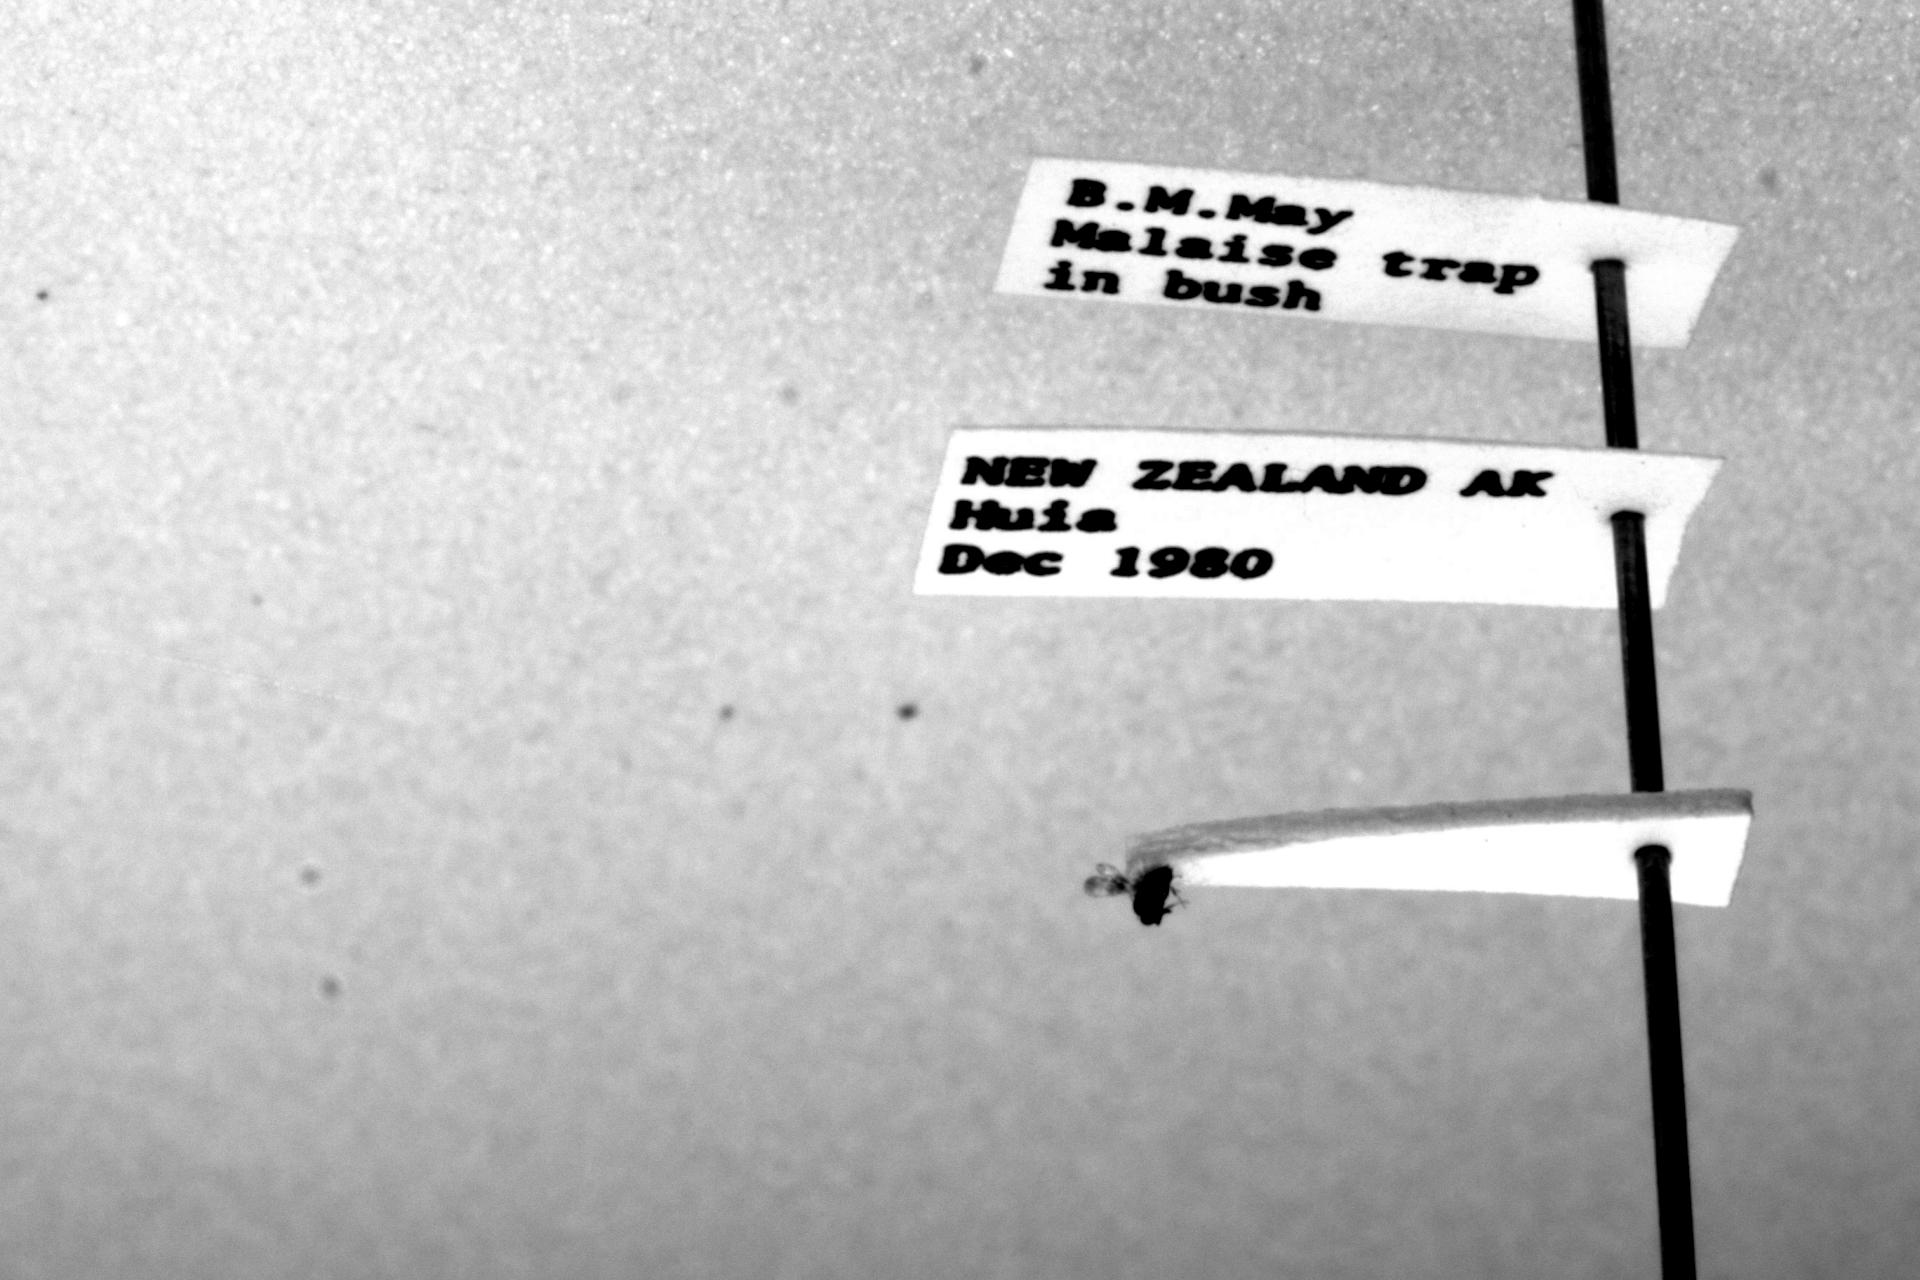 B.M.May
Malaise trap
in bush
NEW ZEALAND AK
Huia
Dec 1980